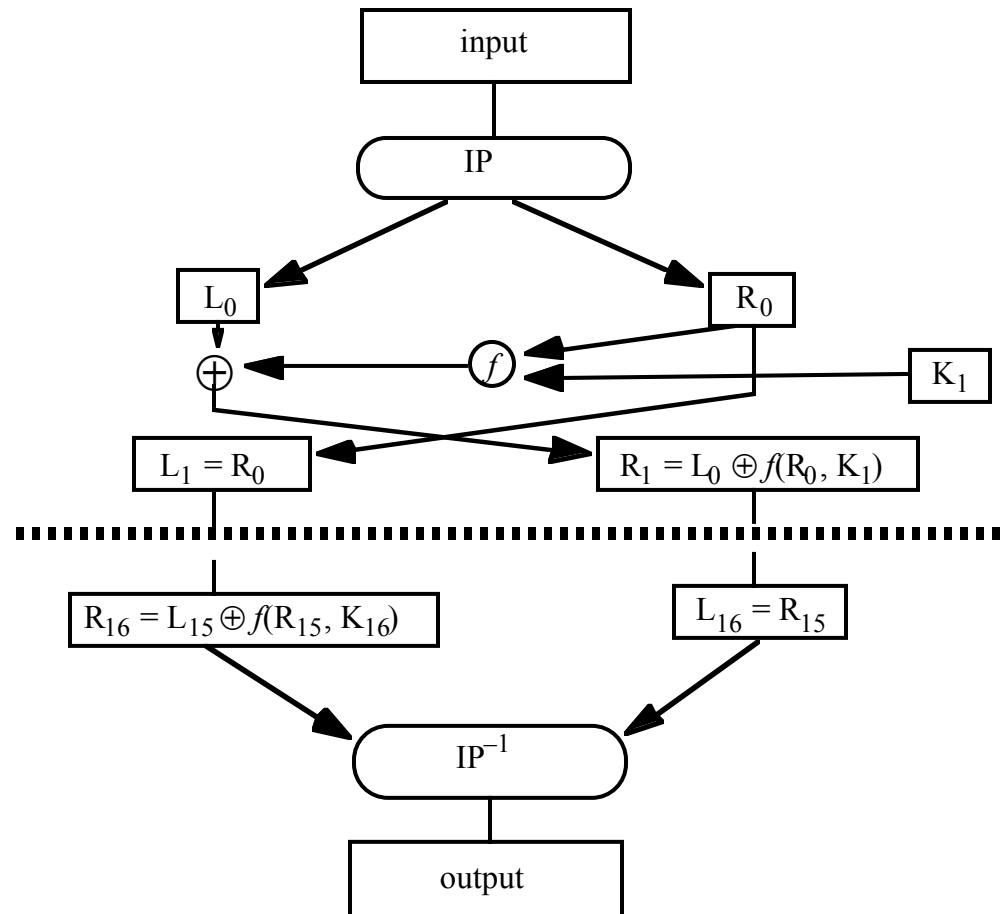 input
IP
L₀
R₀
f
⊕
K₁
L₁ = R₀
R₁ = L₀ ⊕ f(R₀, K₁)
R₁₆ = L₁₅ ⊕ f(R₁₅, K₁₆)
L₁₆ = R₁₅
IP⁻¹
output